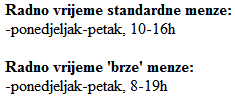 Radno vrijeme standardne menze:
-ponedjeljak-petak, 10-16h
Radno vrijeme 'brze' menze:
-ponedjeljak-petak, 8-19h